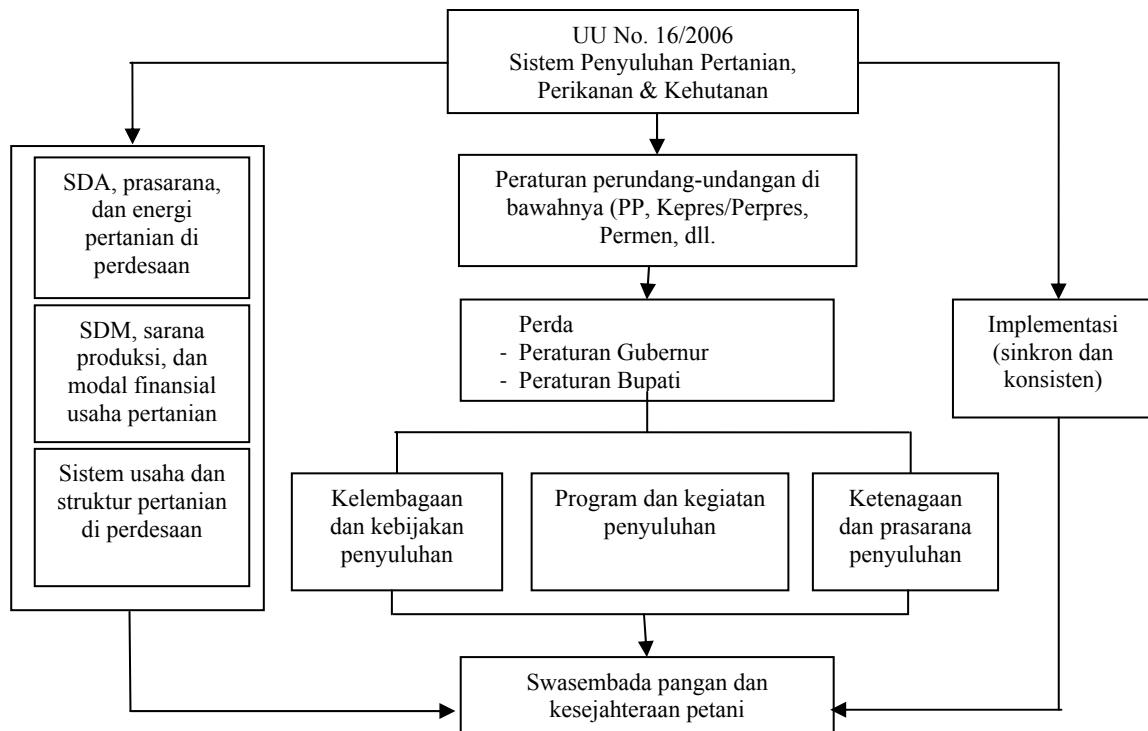 UU No. 16/2006
Sistem Penyuluhan Pertanian,
Perikanan & Kehutanan
SDA, prasarana,
dan energi
pertanian di
perdesaan
SDM, sarana
produksi, dan
modal finansial
usaha pertanian
Sistem usaha dan
struktur pertanian
di perdesaan
Peraturan perundang-undangan di
bawahnya (PP, Kepres/Perpres,
Permen, dll.
Perda
- Peraturan Gubernur
- Peraturan Bupati
Implementasi
(sinkron dan
konsisten)
Kelembagaan
dan kebijakan
penyuluhan
Program dan kegiatan
penyuluhan
Ketenagaan
dan prasarana
penyuluhan
Swasembada pangan dan
kesejahteraan petani